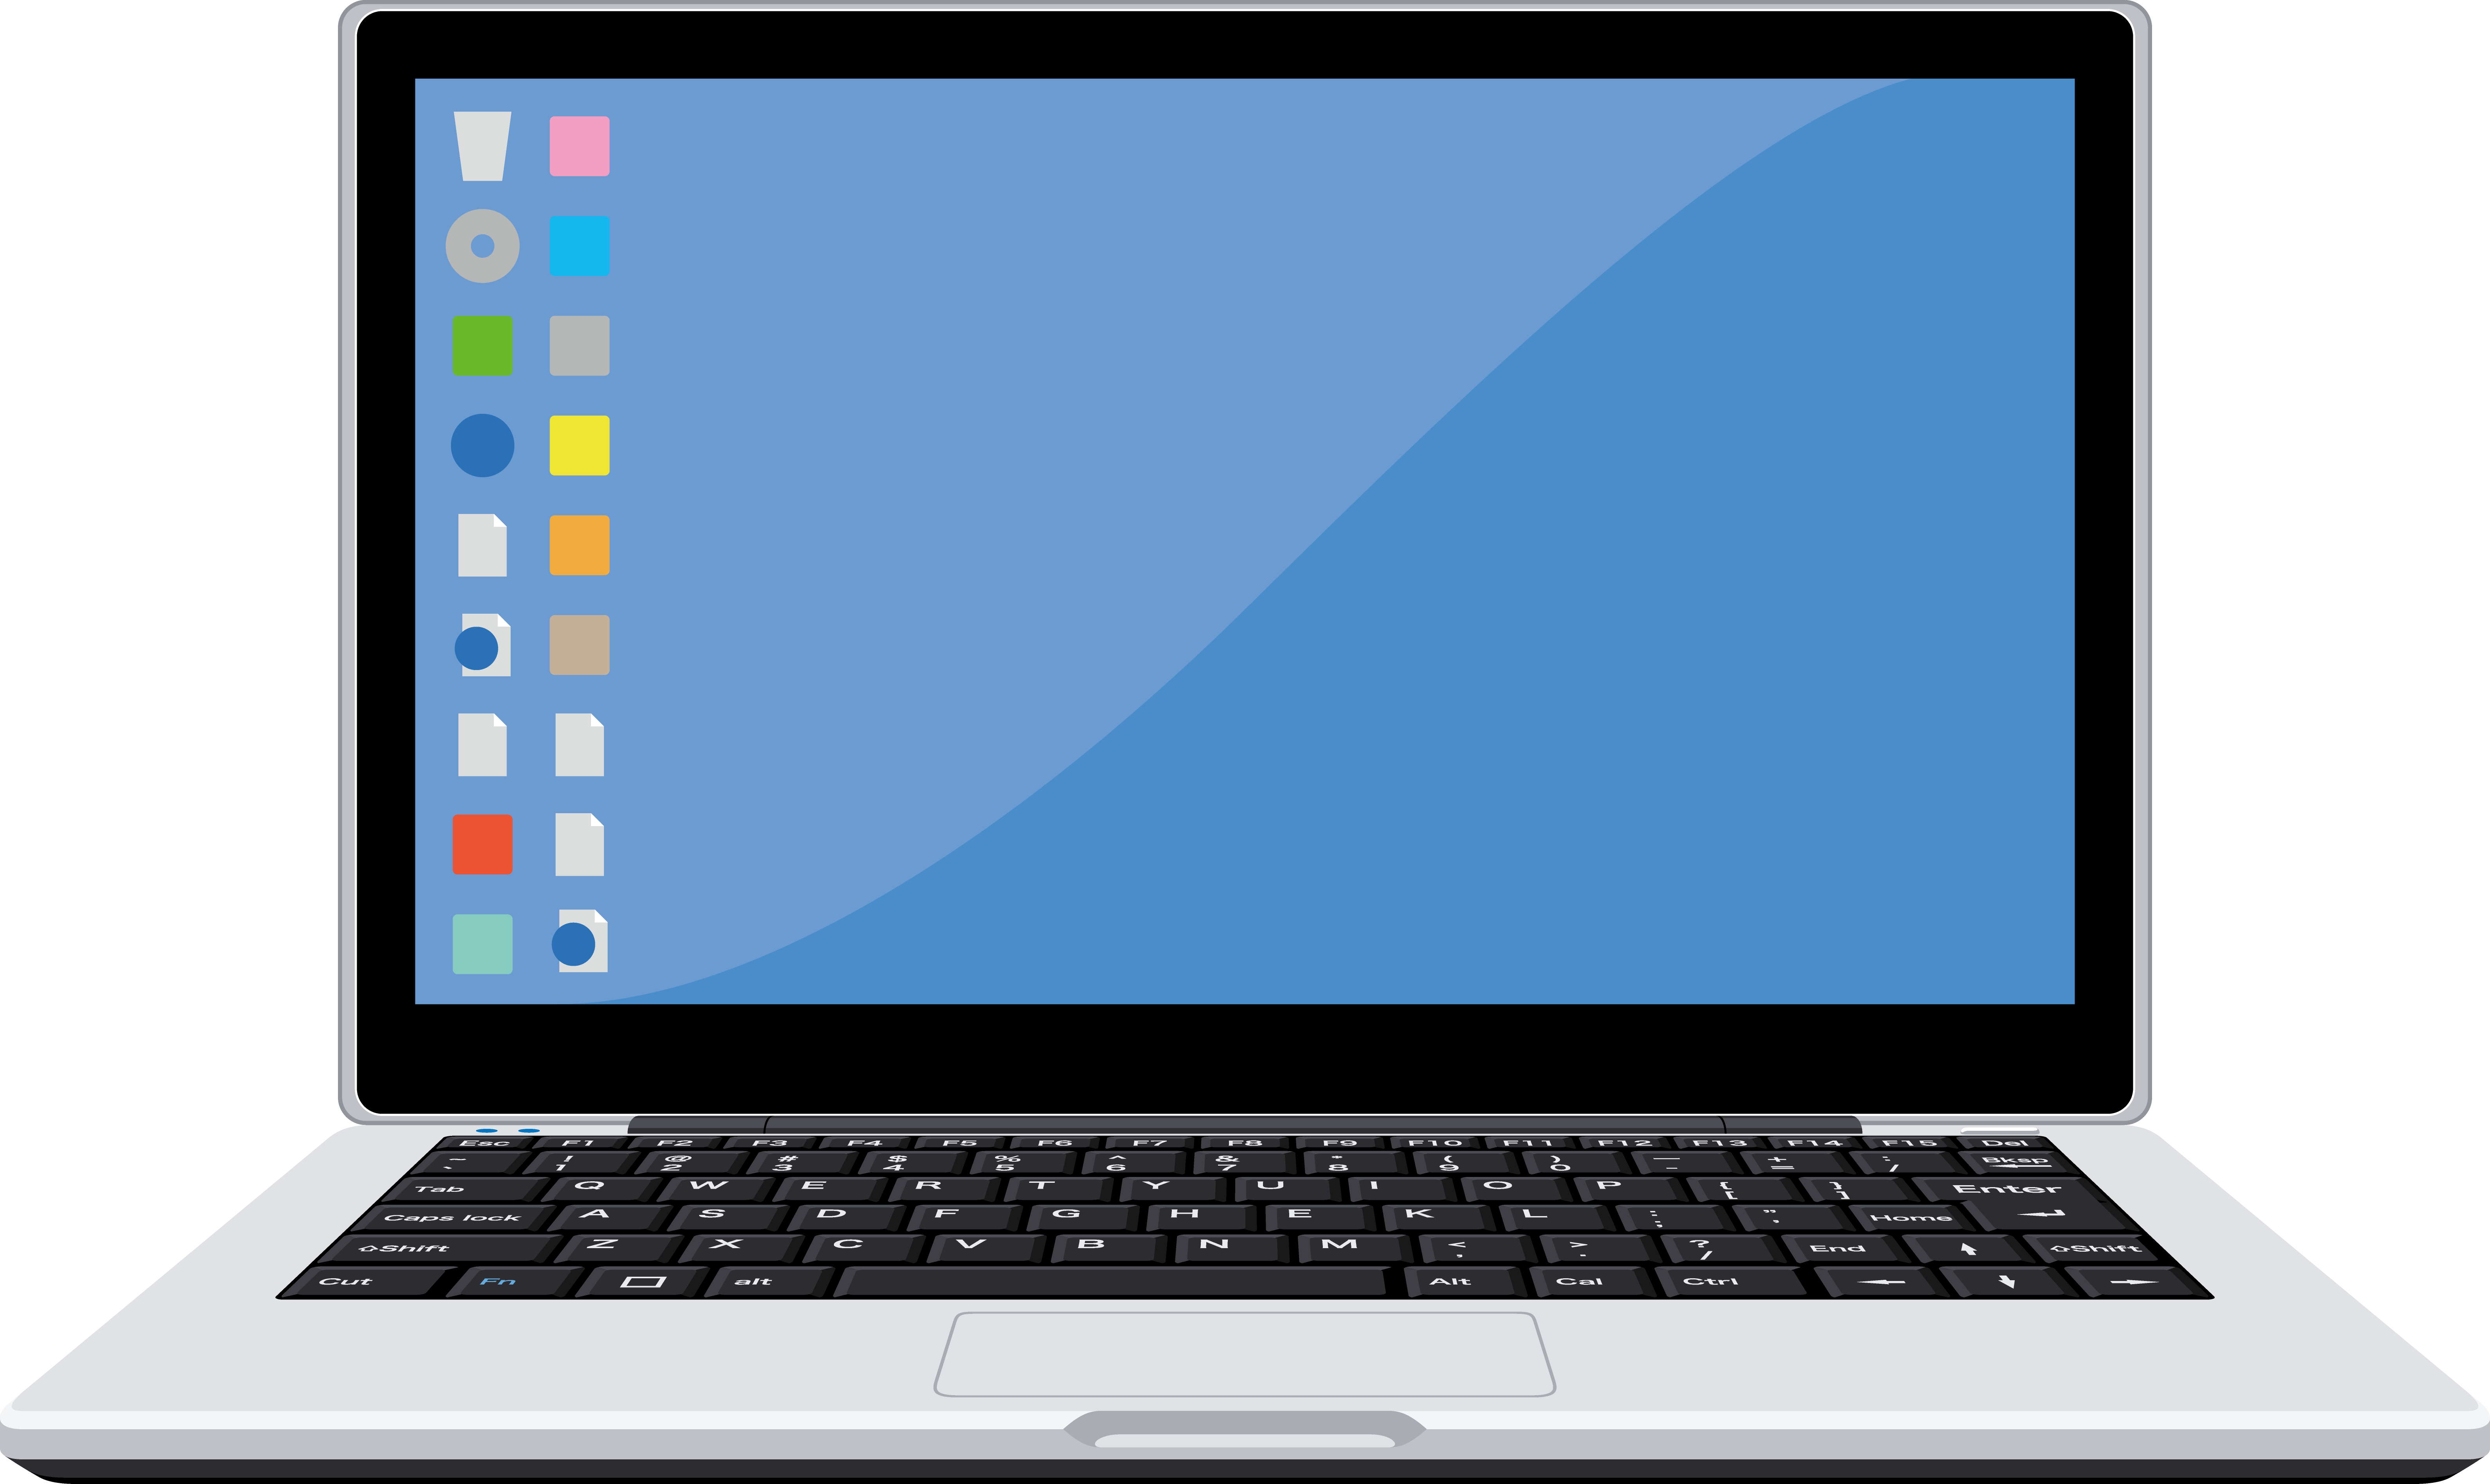 Esc F1 F2 F3 F4 F5 F6 F7 F8 F9 F10 F11 F12 F13 F14 F15 Del
~ ! @ # $ % ^ & * ( ) — + : Bksp
` 1 2 3 4 5 6 7 8 9 0 - = /
Tab Q W E R T Y U I O P { } Enter
[ ]
Caps lock A S D F G H E K L : " Home
; '
⇧Shift Z X C V B N M < > ? End ⇧Shift
, . /
Cut Fn alt Alt Cal Ctrl